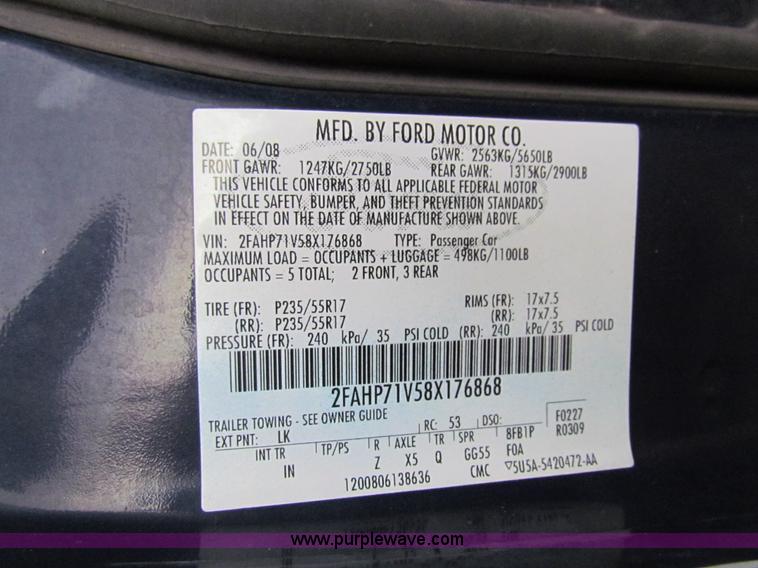 MFD. BY FORD MOTOR CO.
DATE: 06/08 GVWR: 2563KG/5650LB
FRONT GAWR: 1247KG/2750LB REAR GAWR: 1315KG/2900LB
THIS VEHICLE CONFORMS TO ALL APPLICABLE FEDERAL MOTOR
VEHICLE SAFETY, BUMPER, AND THEFT PREVENTION STANDARDS
IN EFFECT ON THE DATE OF MANUFACTURE SHOWN ABOVE.
VIN: 2FAHP71V58X176868 TYPE: Passenger Car
MAXIMUM LOAD = OCCUPANTS + LUGGAGE = 498KG/1100LB
OCCUPANTS = 5 TOTAL; 2 FRONT, 3 REAR
TIRE (FR): P235/55R17 RIMS (FR): 17x7.5
(RR): P235/55R17 (RR): 17x7.5
PRESSURE (FR): 240 kPa/ 35 PSI COLD (RR): 240 kPa/ 35 PSI COLD
2FAHP71V58X176868
TRAILER TOWING - SEE OWNER GUIDE
EXT PNT: LK RC: 53 DSO: F0227
INT TR TP/PS R AXLE TR SPR 8FB1P R0309
IN Z X5 Q GG55 FOA
1200806138636 CMC ▽5U5A-5420472-AA
www.purplewave.com